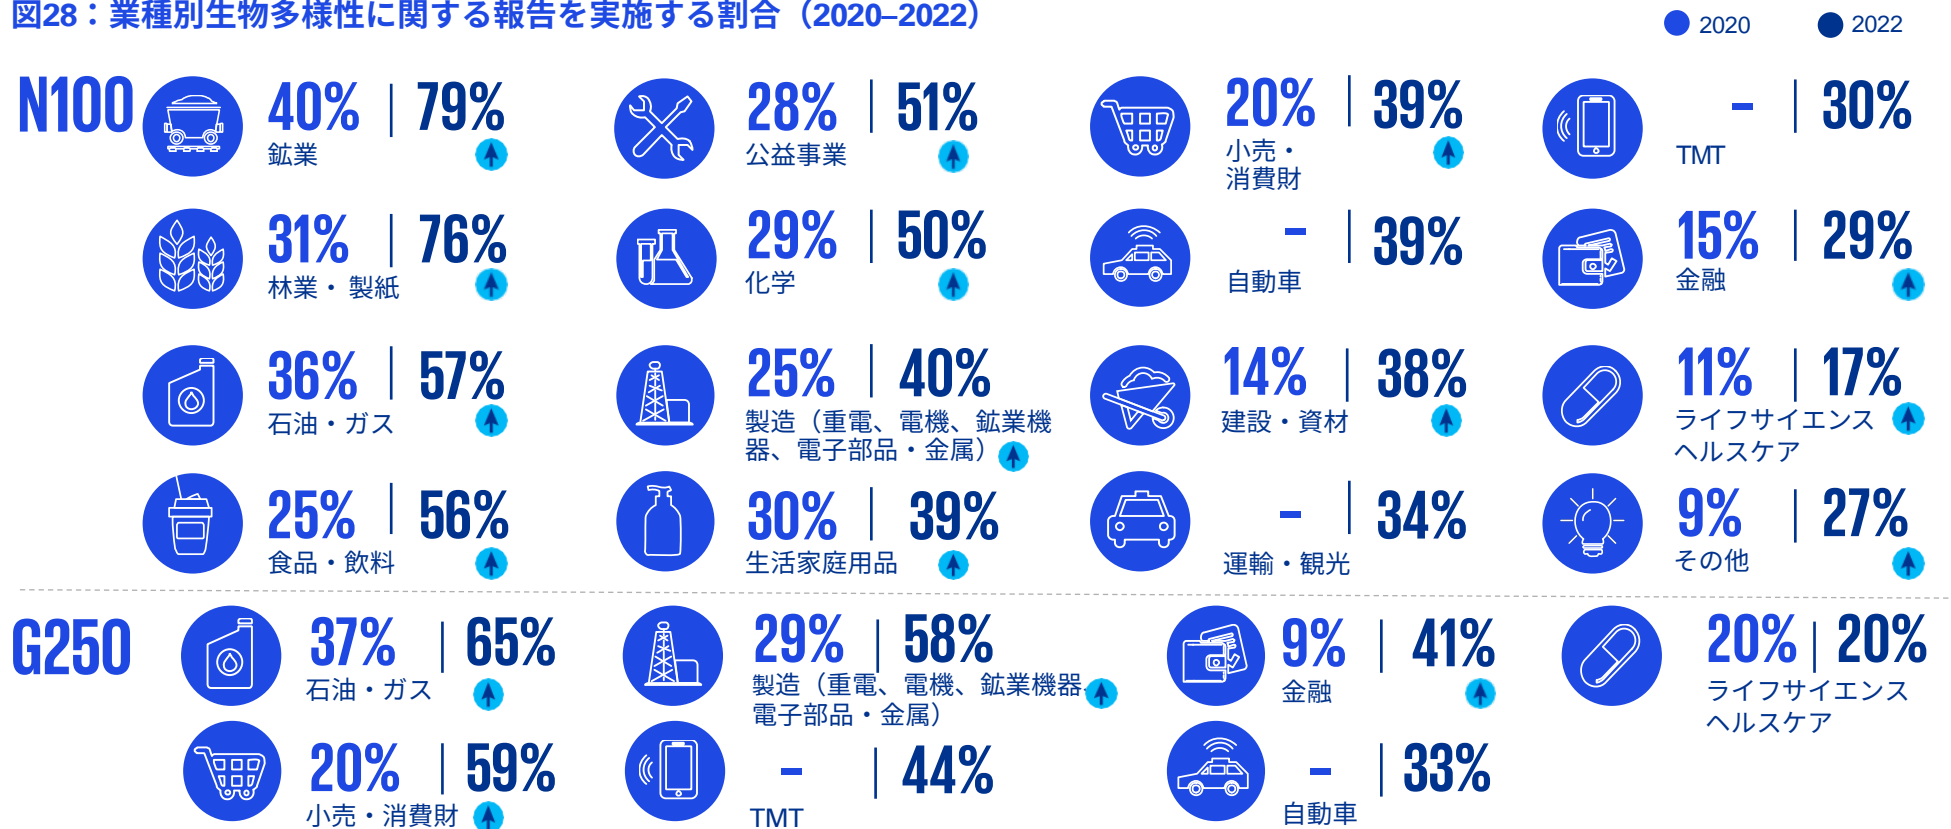 図28：業種別生物多様性に関する報告を実施する割合（2020–2022）
2020
2022
N100
40% 79%
鉱業
28% 51%
公益事業
20% 39%
小売・
消費財
– 30%
TMT
31% 76%
林業・ 製紙
29% 50%
化学
– 39%
自動車
15% 29%
金融
36% 57%
石油・ガス
25% 40%
製造（重電、電機、鉱業機
器、電子部品・金属）
14% 38%
建設・資材
11% 17%
ライフサイエンス
ヘルスケア
25% 56%
食品・飲料
30% 39%
生活家庭用品
– 34%
運輸・観光
9% 27%
その他
G250
37% 65%
石油・ガス
29% 58%
製造（重電、電機、鉱業機器、
電子部品・金属）
9% 41%
金融
20% 20%
ライフサイエンス
ヘルスケア
20% 59%
小売・消費財
– 44%
TMT
– 33%
自動車